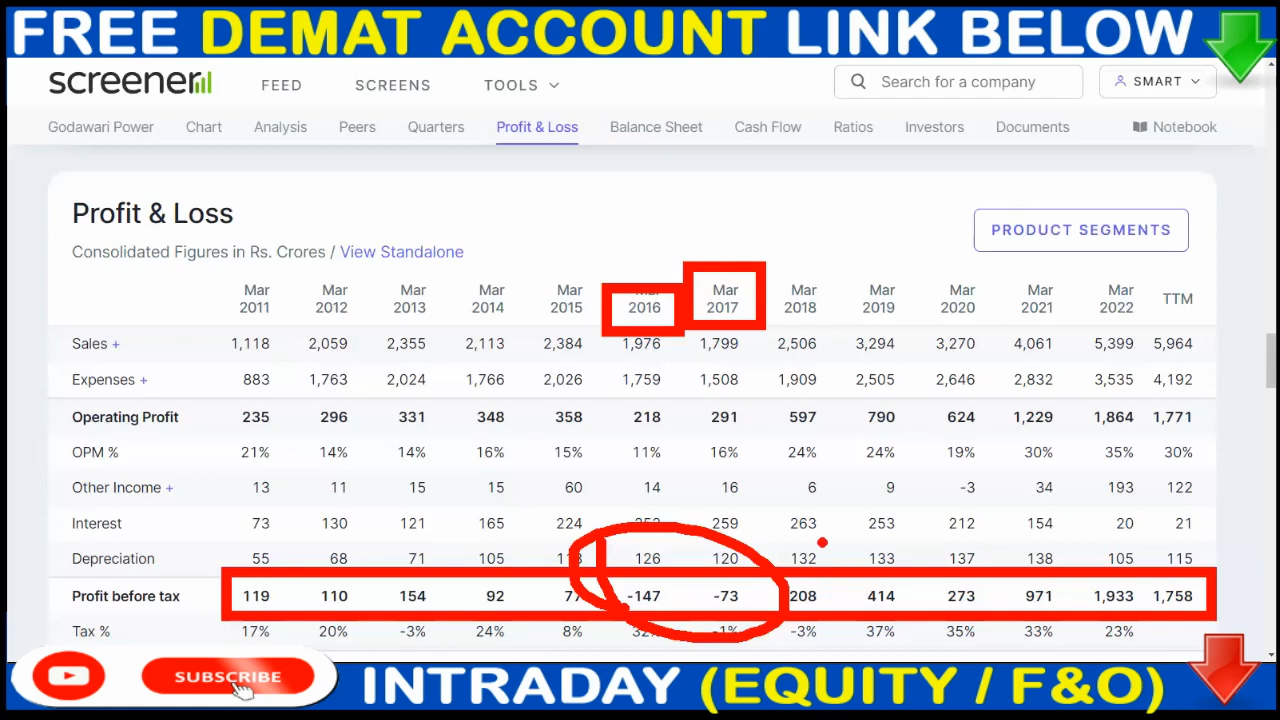 FREE DEMAT ACCOUNT LINK BELOW
screener FEED SCREENS TOOLS Search for a company SMART
Godawari Power Chart Analysis Peers Quarters Profit & Loss Balance Sheet Cash Flow Ratios Investors Documents Notebook
Profit & Loss
PRODUCT SEGMENTS
Consolidated Figures in Rs. Crores / View Standalone
Mar Mar Mar Mar Mar Mar Mar Mar Mar Mar Mar
2011 2012 2013 2014 2015 2016 2017 2018 2019 2020 2021 2022 TTM
Sales + 1,118 2,059 2,355 2,113 2,384 1,976 1,799 2,506 3,294 3,270 4,061 5,399 5,964
Expenses + 883 1,763 2,024 1,766 2,026 1,759 1,508 1,909 2,505 2,646 2,832 3,535 4,192
Operating Profit 235 296 331 348 358 218 291 597 790 624 1,229 1,864 1,771
OPM % 21% 14% 14% 16% 15% 11% 16% 24% 24% 19% 30% 35% 30%
Other Income + 13 11 15 15 60 14 16 6 9 -3 34 193 122
Interest 73 130 121 165 224 259 263 253 212 154 20 21
Depreciation 55 68 71 105 126 120 132 133 137 138 105 115
Profit before tax 119 110 154 92 77 -147 -73 208 414 273 971 1,933 1,758
Tax % 17% 20% -3% 24% 8% -1% -3% 37% 35% 33% 23%
SUBSCRIBE
INTRADAY (EQUITY / F&O)